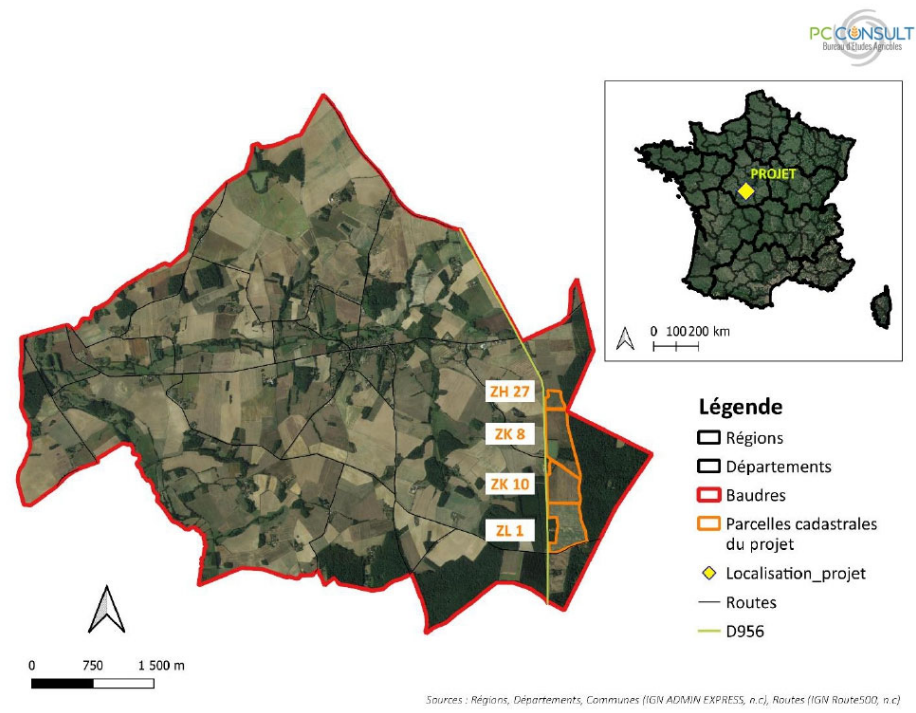 PC CONSULT
Bureau d'Etudes Agricoles
PROJET
0 100 200 km
ZH 27
ZK 8
ZK 10
ZL 1
Légende
Régions
Départements
Baudres
Parcelles cadastrales
du projet
Localisation_projet
Routes
D956
0 750 1 500 m
Sources : Régions, Départements, Communes (IGN ADMIN EXPRESS, n.c), Routes (IGN Route500, n.c)